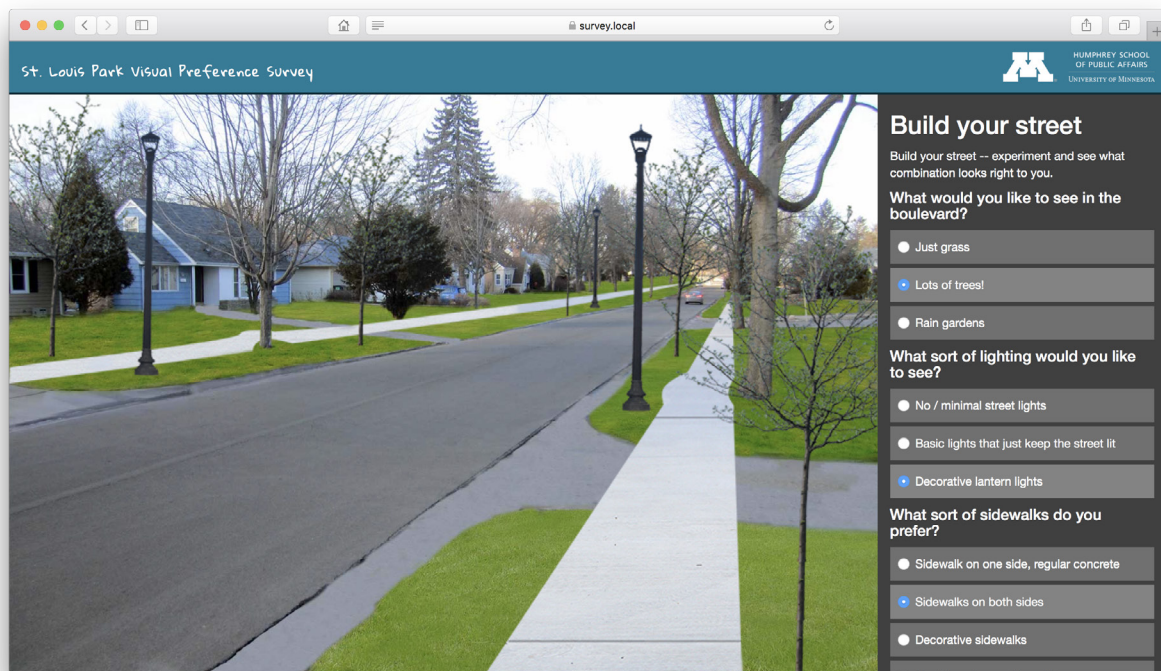 survey.local
St. Louis Park Visual Preference Survey
HUMPHREY SCHOOL
OF PUBLIC AFFAIRS
UNIVERSITY OF MINNESOTA
Build your street
Build your street -- experiment and see what
combination looks right to you.
What would you like to see in the
boulevard?
Just grass
Lots of trees!
Rain gardens
What sort of lighting would you like
to see?
No / minimal street lights
Basic lights that just keep the street lit
Decorative lantern lights
What sort of sidewalks do you
prefer?
Sidewalk on one side, regular concrete
Sidewalks on both sides
Decorative sidewalks